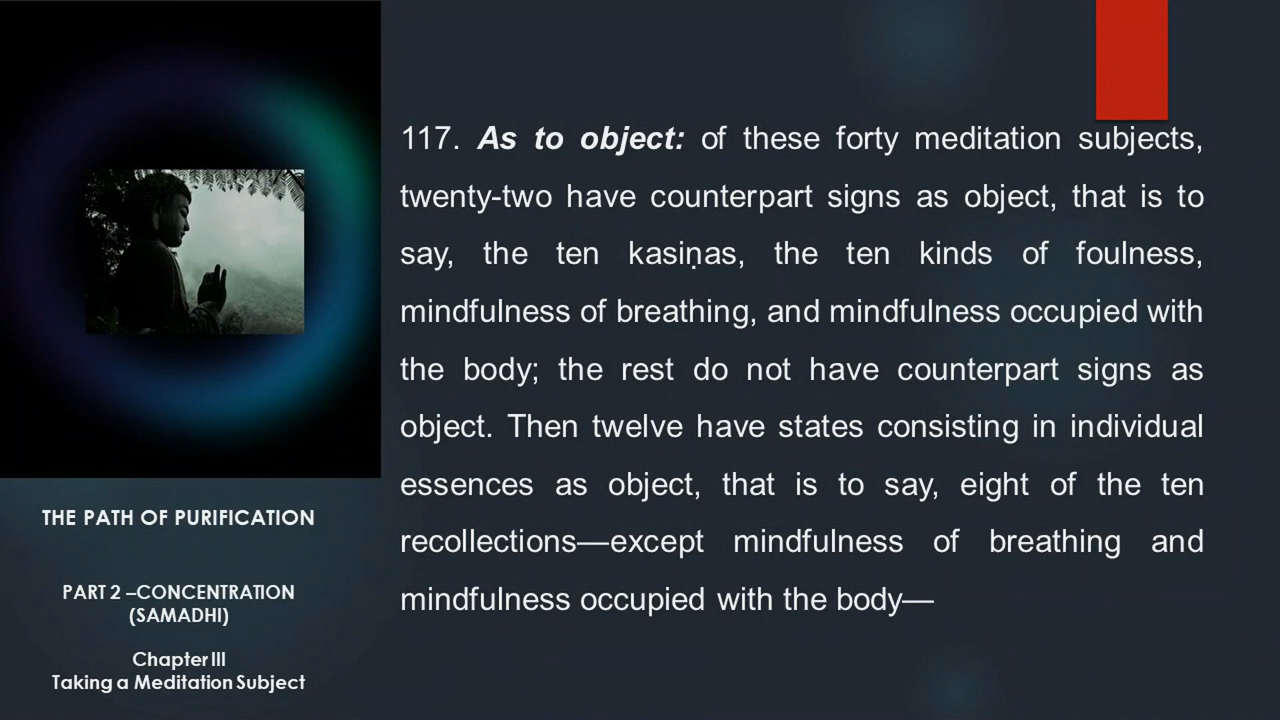 117. As to object: of these forty meditation subjects,
twenty-two have counterpart signs as object, that is to
say, the ten kasiṇas, the ten kinds of foulness,
mindfulness of breathing, and mindfulness occupied with
the body; the rest do not have counterpart signs as
object. Then twelve have states consisting in individual
essences as object, that is to say, eight of the ten
recollections—except mindfulness of breathing and
mindfulness occupied with the body—
THE PATH OF PURIFICATION
PART 2 –CONCENTRATION
(SAMADHI)
Chapter III
Taking a Meditation Subject